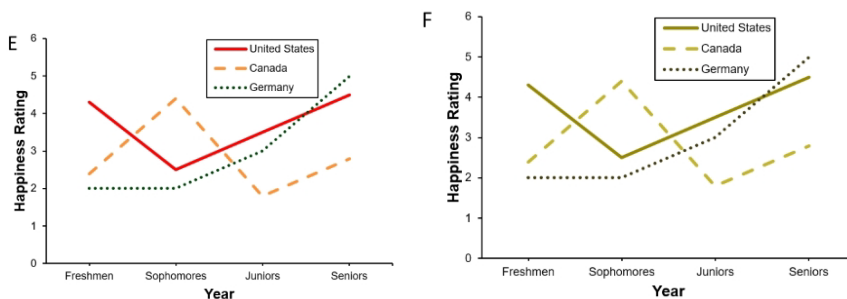 E
United States
Canada
Germany
6
5
4
3
2
1
0
Happiness Rating
Freshmen Sophomores Juniors Seniors
Year
F
United States
Canada
Germany
6
5
4
3
2
1
0
Happiness Rating
Freshmen Sophomores Juniors Seniors
Year